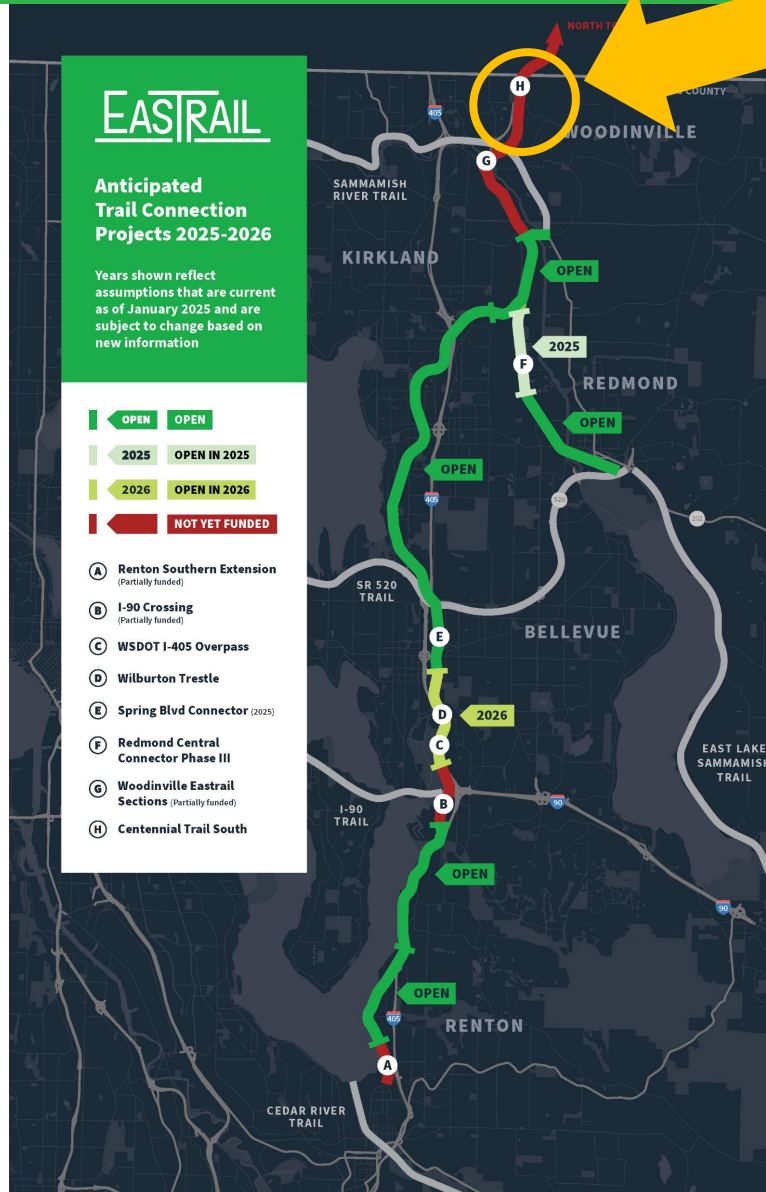 EASTRAIL
Anticipated
Trail Connection
Projects 2025-2026
Years shown reflect
assumptions that are current
as of January 2025 and are
subject to change based on
new information
OPEN OPEN
2025 OPEN IN 2025
2026 OPEN IN 2026
NOT YET FUNDED
A Renton Southern Extension
(Partially funded)
B I-90 Crossing
(Partially funded)
C WSDOT I-405 Overpass
D Wilburton Trestle
E Spring Blvd Connector (2025)
F Redmond Central
Connector Phase III
G Woodinville Eastrail
Sections (Partially funded)
H Centennial Trail South
NORTH
H
405
COUNTY
WOODINVILLE
G
SAMMAMISH
RIVER TRAIL
KIRKLAND
OPEN
2025
F
REDMOND
OPEN
OPEN
405
520
202
SR 520
TRAIL
E
BELLEVUE
D
2026
C
EAST LAKE
SAMMAMISH
TRAIL
B
90
I-90
TRAIL
OPEN
90
OPEN
405
RENTON
A
CEDAR RIVER
TRAIL